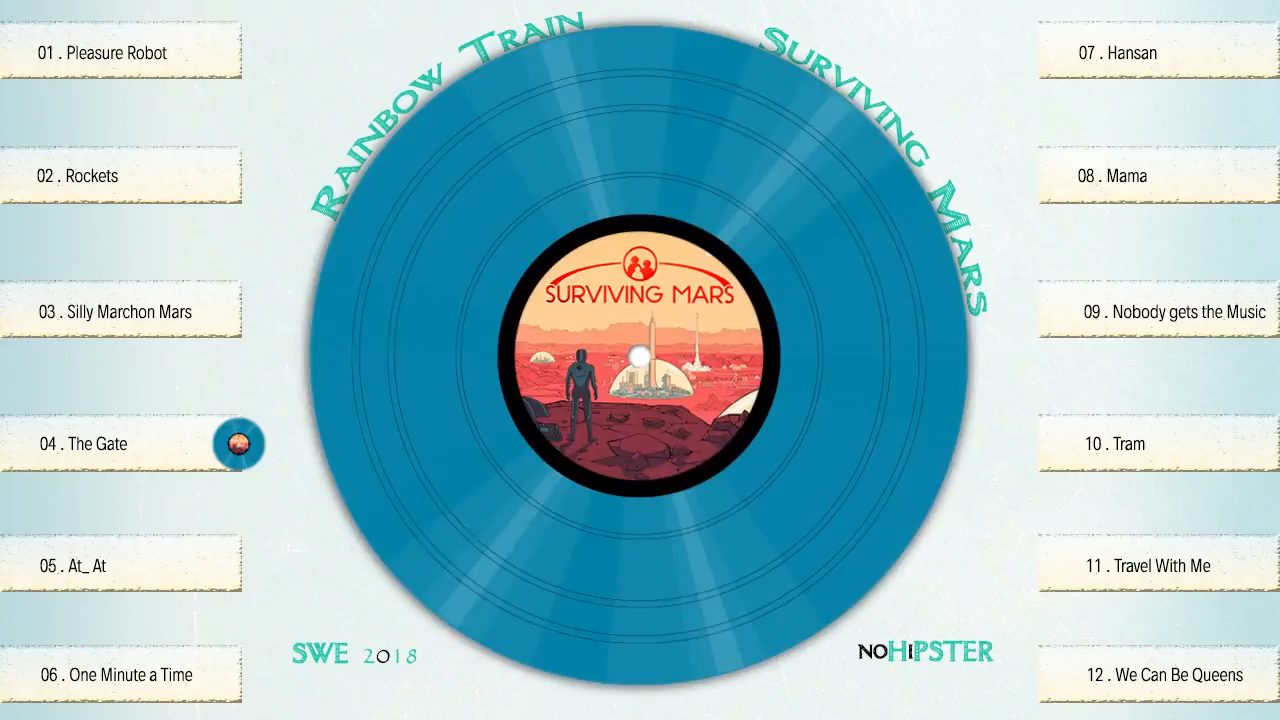 Rainbow Train
Surviving Mars
01 . Pleasure Robot
02 . Rockets
03 . Silly Marchon Mars
04 . The Gate
05 . At_ At
06 . One Minute a Time
SURVIVING MARS
07 . Hansan
08 . Mama
09 . Nobody gets the Music
10 . Tram
11 . Travel With Me
12 . We Can Be Queens
SWE 2018
NOHiPSTER